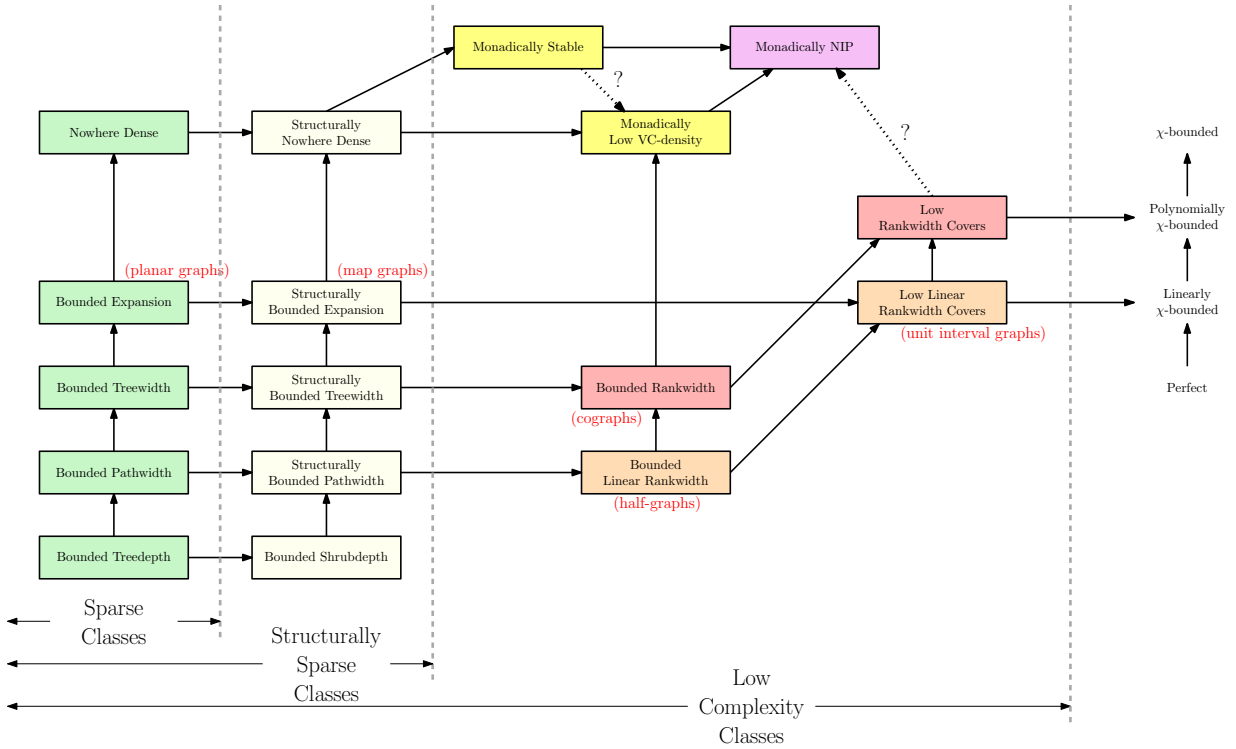 Monadically Stable
Monadically NIP
?
Nowhere Dense
Structurally
Nowhere Dense
Monadically
Low VC-density
?
χ-bounded
Low
Rankwidth Covers
Polynomially
χ-bounded
(planar graphs)
(map graphs)
Bounded Expansion
Structurally
Bounded Expansion
Low Linear
Rankwidth Covers
Linearly
χ-bounded
(unit interval graphs)
Bounded Treewidth
Structurally
Bounded Treewidth
Bounded Rankwidth
Perfect
(cographs)
Bounded Pathwidth
Structurally
Bounded Pathwidth
Bounded
Linear Rankwidth
(half-graphs)
Bounded Treedepth
Bounded Shrubdepth
Sparse
Classes
Structurally
Sparse
Classes
Low
Complexity
Classes